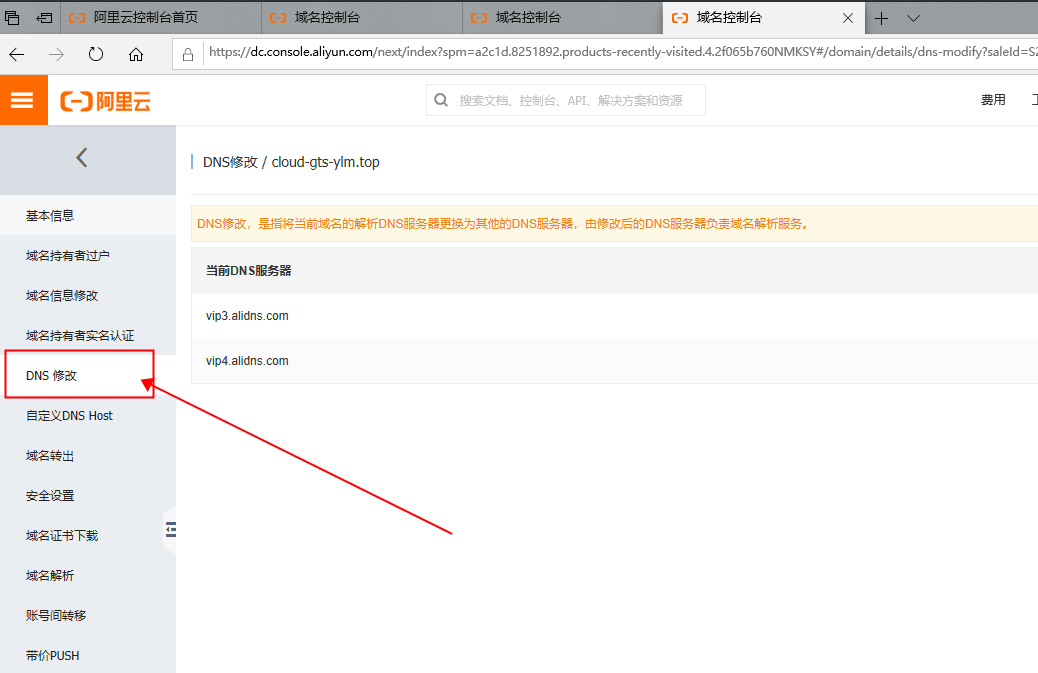 阿里云控制台首页
域名控制台
域名控制台
域名控制台
https://dc.console.aliyun.com/next/index?spm=a2c1d.8251892.products-recently-visited.4.2f065b760NMKSY#/domain/details/dns-modify?saleId=S
阿里云
搜索文档、控制台、API、解决方案和资源
费用
DNS修改 / cloud-gts-ylm.top
基本信息
域名持有者过户
域名信息修改
域名持有者实名认证
DNS 修改
自定义DNS Host
域名转出
安全设置
域名证书下载
域名解析
账号间转移
带价PUSH
DNS修改，是指将当前域名的解析DNS服务器更换为其他的DNS服务器，由修改后的DNS服务器负责域名解析服务。
当前DNS服务器
vip3.alidns.com
vip4.alidns.com